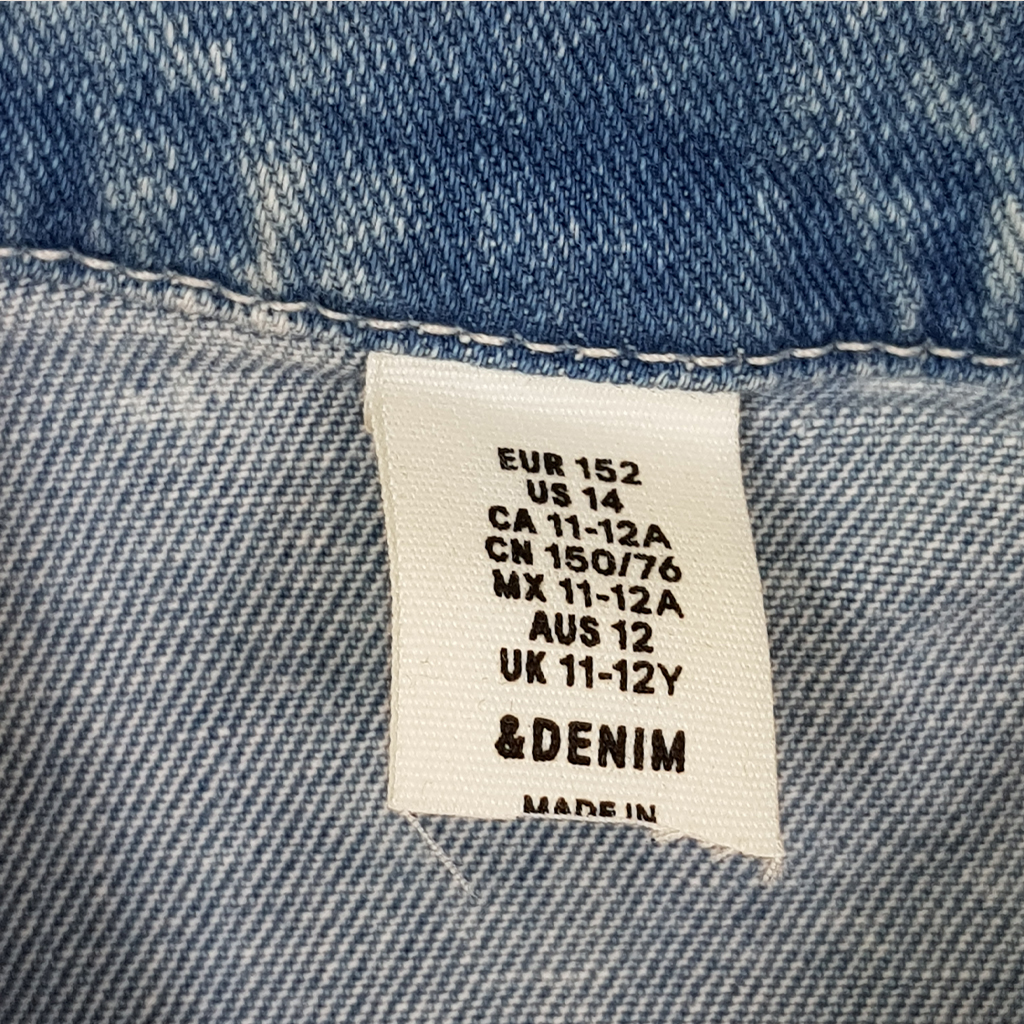 EUR 152
US 14
CA 11-12A
CN 150/76
MX 11-12A
AUS 12
UK 11-12Y
&DENIM
MADE IN